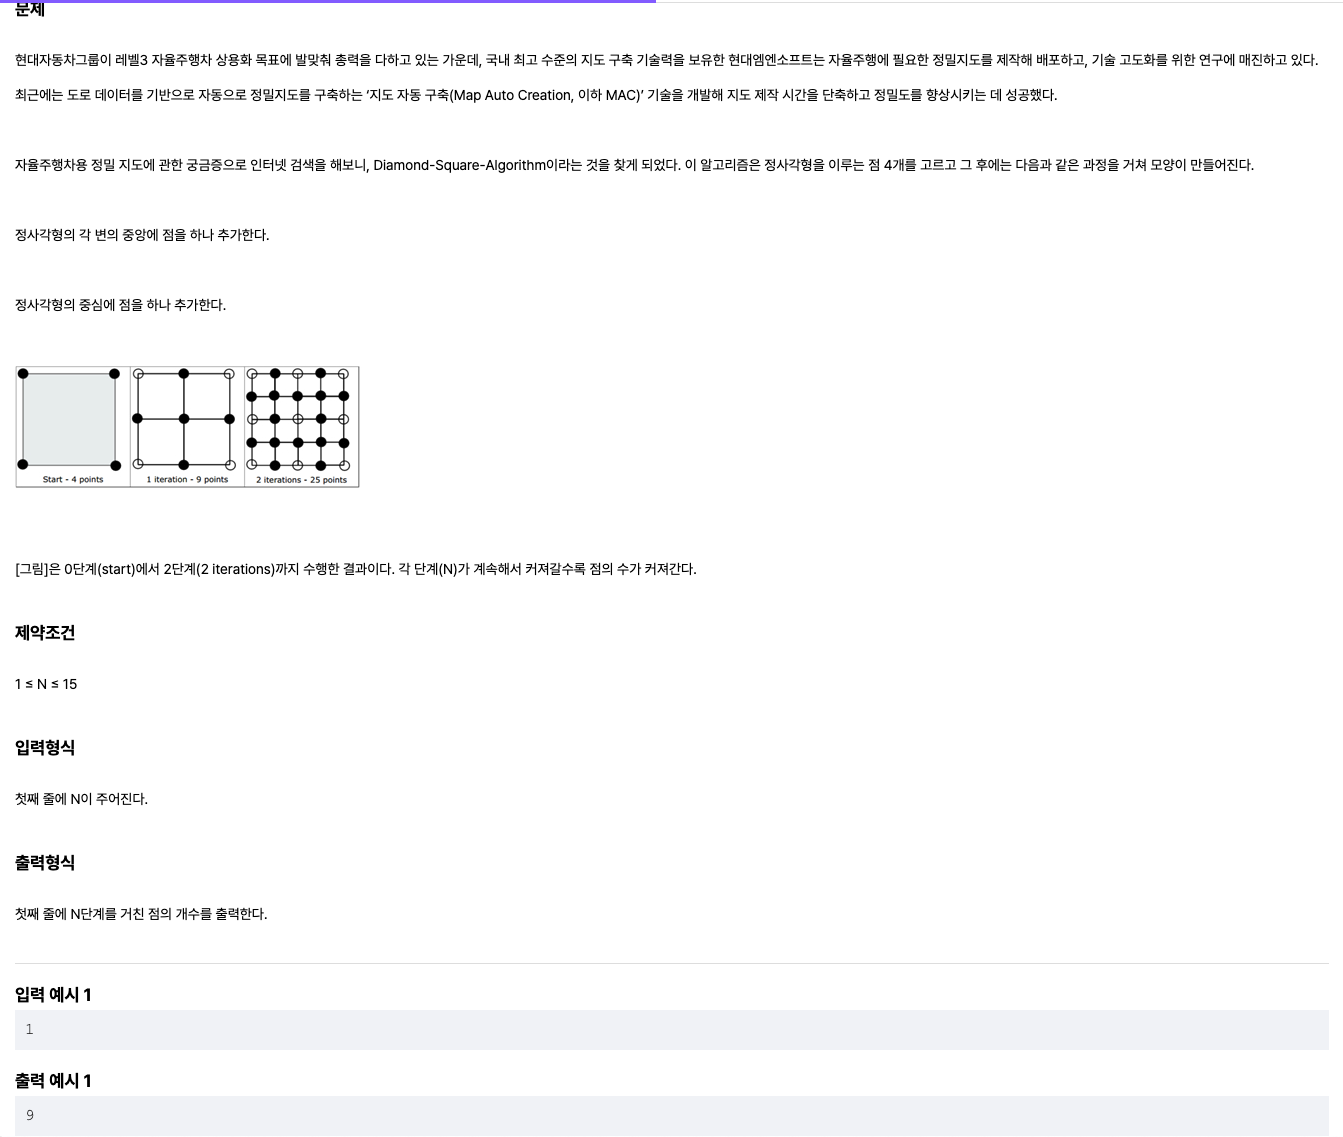 문제
현대자동차그룹이 레벨3 자율주행차 상용화 목표에 발맞춰 총력을 다하고 있는 가운데, 국내 최고 수준의 지도 구축 기술력을 보유한 현대엠엔소프트는 자율주행에 필요한 정밀지도를 제작해 배포하고, 기술 고도화를 위한 연구에 매진하고 있다.
최근에는 도로 데이터를 기반으로 자동으로 정밀지도를 구축하는 ‘지도 자동 구축(Map Auto Creation, 이하 MAC)’ 기술을 개발해 지도 제작 시간을 단축하고 정밀도를 향상시키는 데 성공했다.
자율주행차용 정밀 지도에 관한 궁금증으로 인터넷 검색을 해보니, Diamond-Square-Algorithm이라는 것을 찾게 되었다. 이 알고리즘은 정사각형을 이루는 점 4개를 고르고 그 후에는 다음과 같은 과정을 거쳐 모양이 만들어진다.
정사각형의 각 변의 중앙에 점을 하나 추가한다.
정사각형의 중심에 점을 하나 추가한다.
Start - 4 points
1 iteration - 9 points
2 iterations - 25 points
[그림]은 0단계(start)에서 2단계(2 iterations)까지 수행한 결과이다. 각 단계(N)가 계속해서 커져갈수록 점의 수가 커져간다.
제약조건
1 ≤ N ≤ 15
입력형식
첫째 줄에 N이 주어진다.
출력형식
첫째 줄에 N단계를 거친 점의 개수를 출력한다.
입력 예시 1
1
출력 예시 1
9